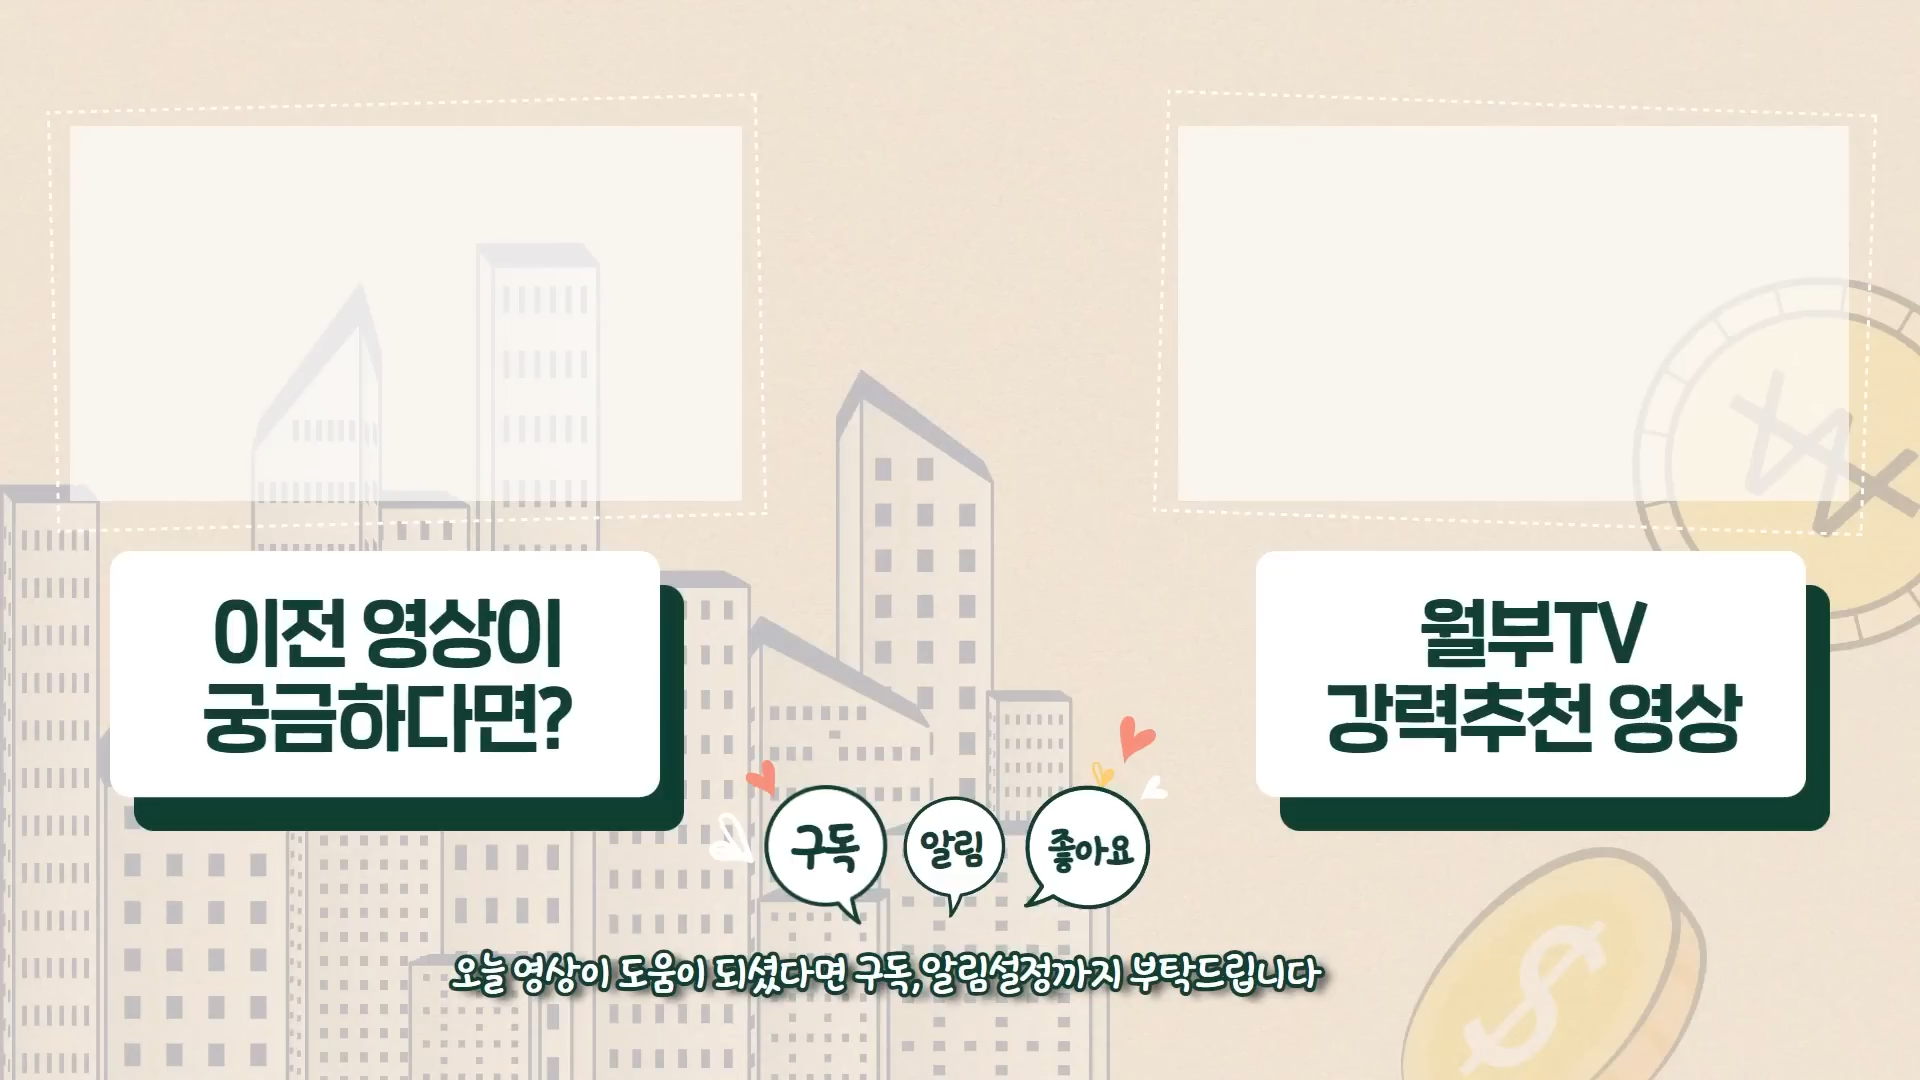 이전 영상이
궁금하다면?
월부TV
강력추천 영상
구독
알림
좋아요
오늘 영상이 도움이 되셨다면 구독, 알림설정까지 부탁드립니다